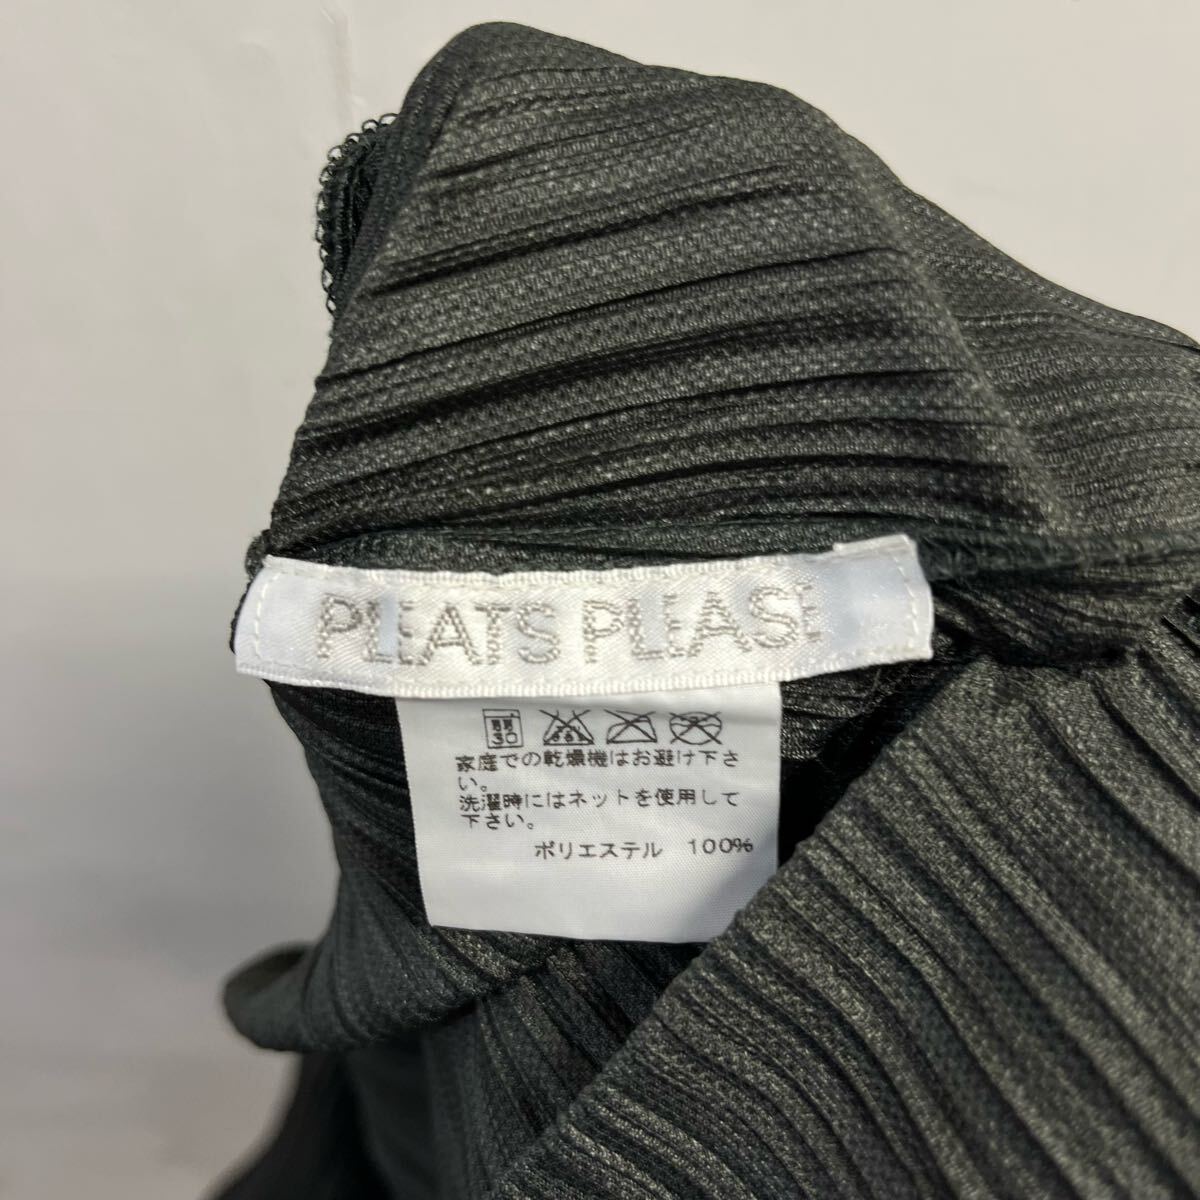 PLEATS PLEASE
弱 30
家庭での乾燥機はお避け下さ
い。
洗濯時にはネットを使用して
下さい。
ポリエステル 100%